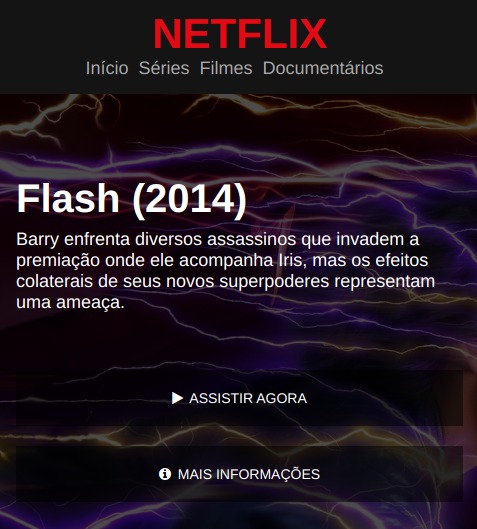 NETFLIX
Início Séries Filmes Documentários
Flash (2014)
Barry enfrenta diversos assassinos que invadem a
premiação onde ele acompanha Iris, mas os efeitos
colaterais de seus novos superpoderes representam
uma ameaça.
ASSISTIR AGORA
MAIS INFORMAÇÕES